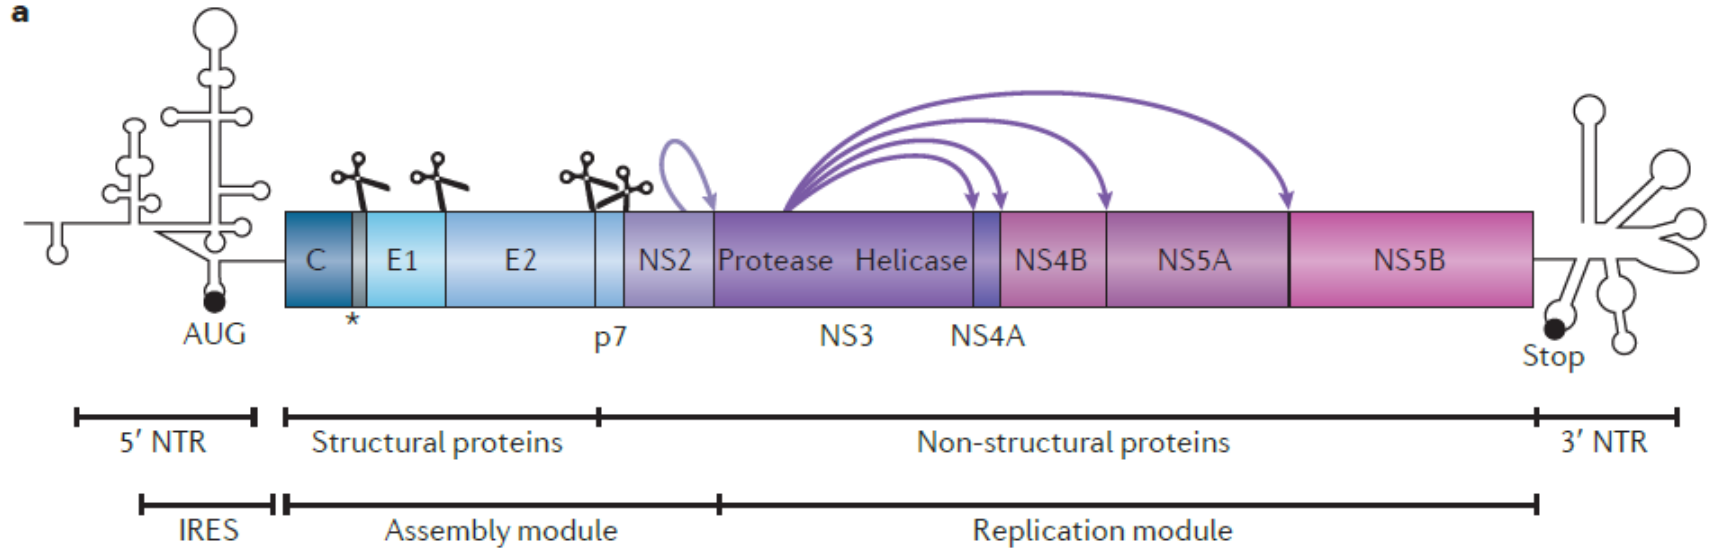 a
C
E1
E2
NS2
Protease
Helicase
NS4B
NS5A
NS5B
*
AUG
p7
NS3
NS4A
Stop
5′ NTR
Structural proteins
Non-structural proteins
3′ NTR
IRES
Assembly module
Replication module